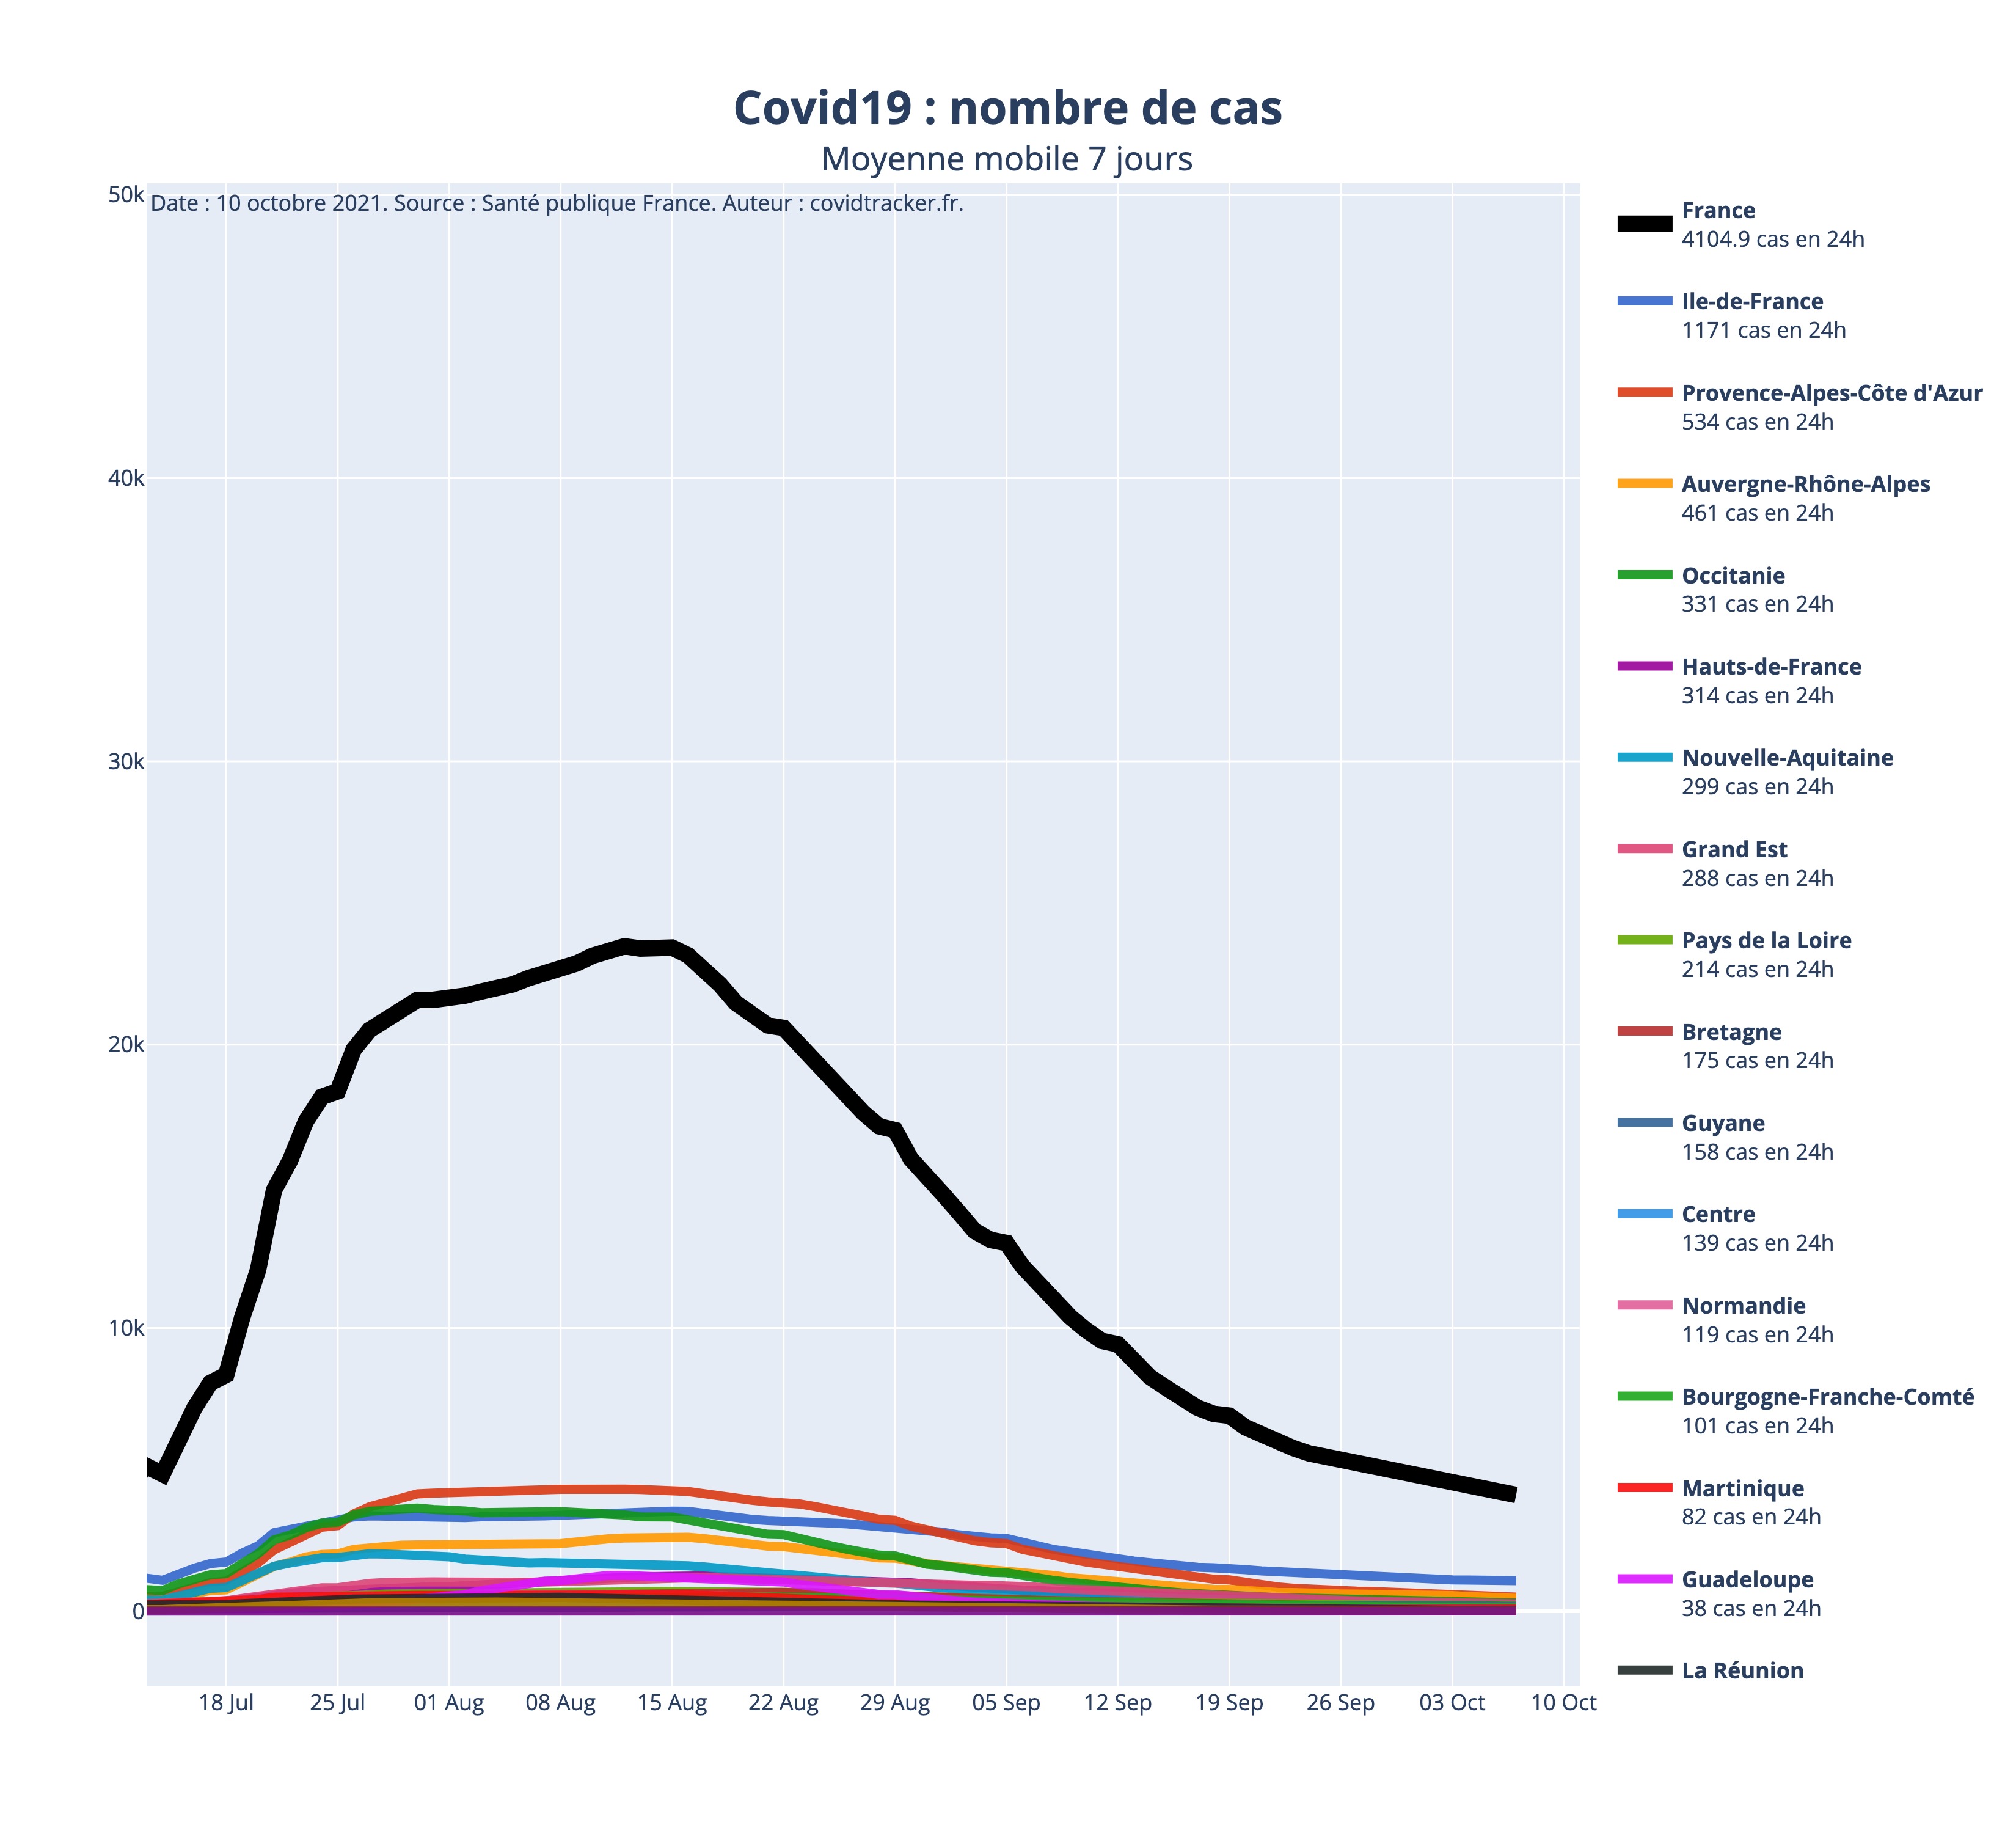 Covid19 : nombre de cas
Moyenne mobile 7 jours
Date : 10 octobre 2021. Source : Santé publique France. Auteur : covidtracker.fr.
50k
40k
30k
20k
10k
0
18 Jul
25 Jul
01 Aug
08 Aug
15 Aug
22 Aug
29 Aug
05 Sep
12 Sep
19 Sep
26 Sep
03 Oct
10 Oct
France
4104.9 cas en 24h
Ile-de-France
1171 cas en 24h
Provence-Alpes-Côte d'Azur
534 cas en 24h
Auvergne-Rhône-Alpes
461 cas en 24h
Occitanie
331 cas en 24h
Hauts-de-France
314 cas en 24h
Nouvelle-Aquitaine
299 cas en 24h
Grand Est
288 cas en 24h
Pays de la Loire
214 cas en 24h
Bretagne
175 cas en 24h
Guyane
158 cas en 24h
Centre
139 cas en 24h
Normandie
119 cas en 24h
Bourgogne-Franche-Comté
101 cas en 24h
Martinique
82 cas en 24h
Guadeloupe
38 cas en 24h
La Réunion